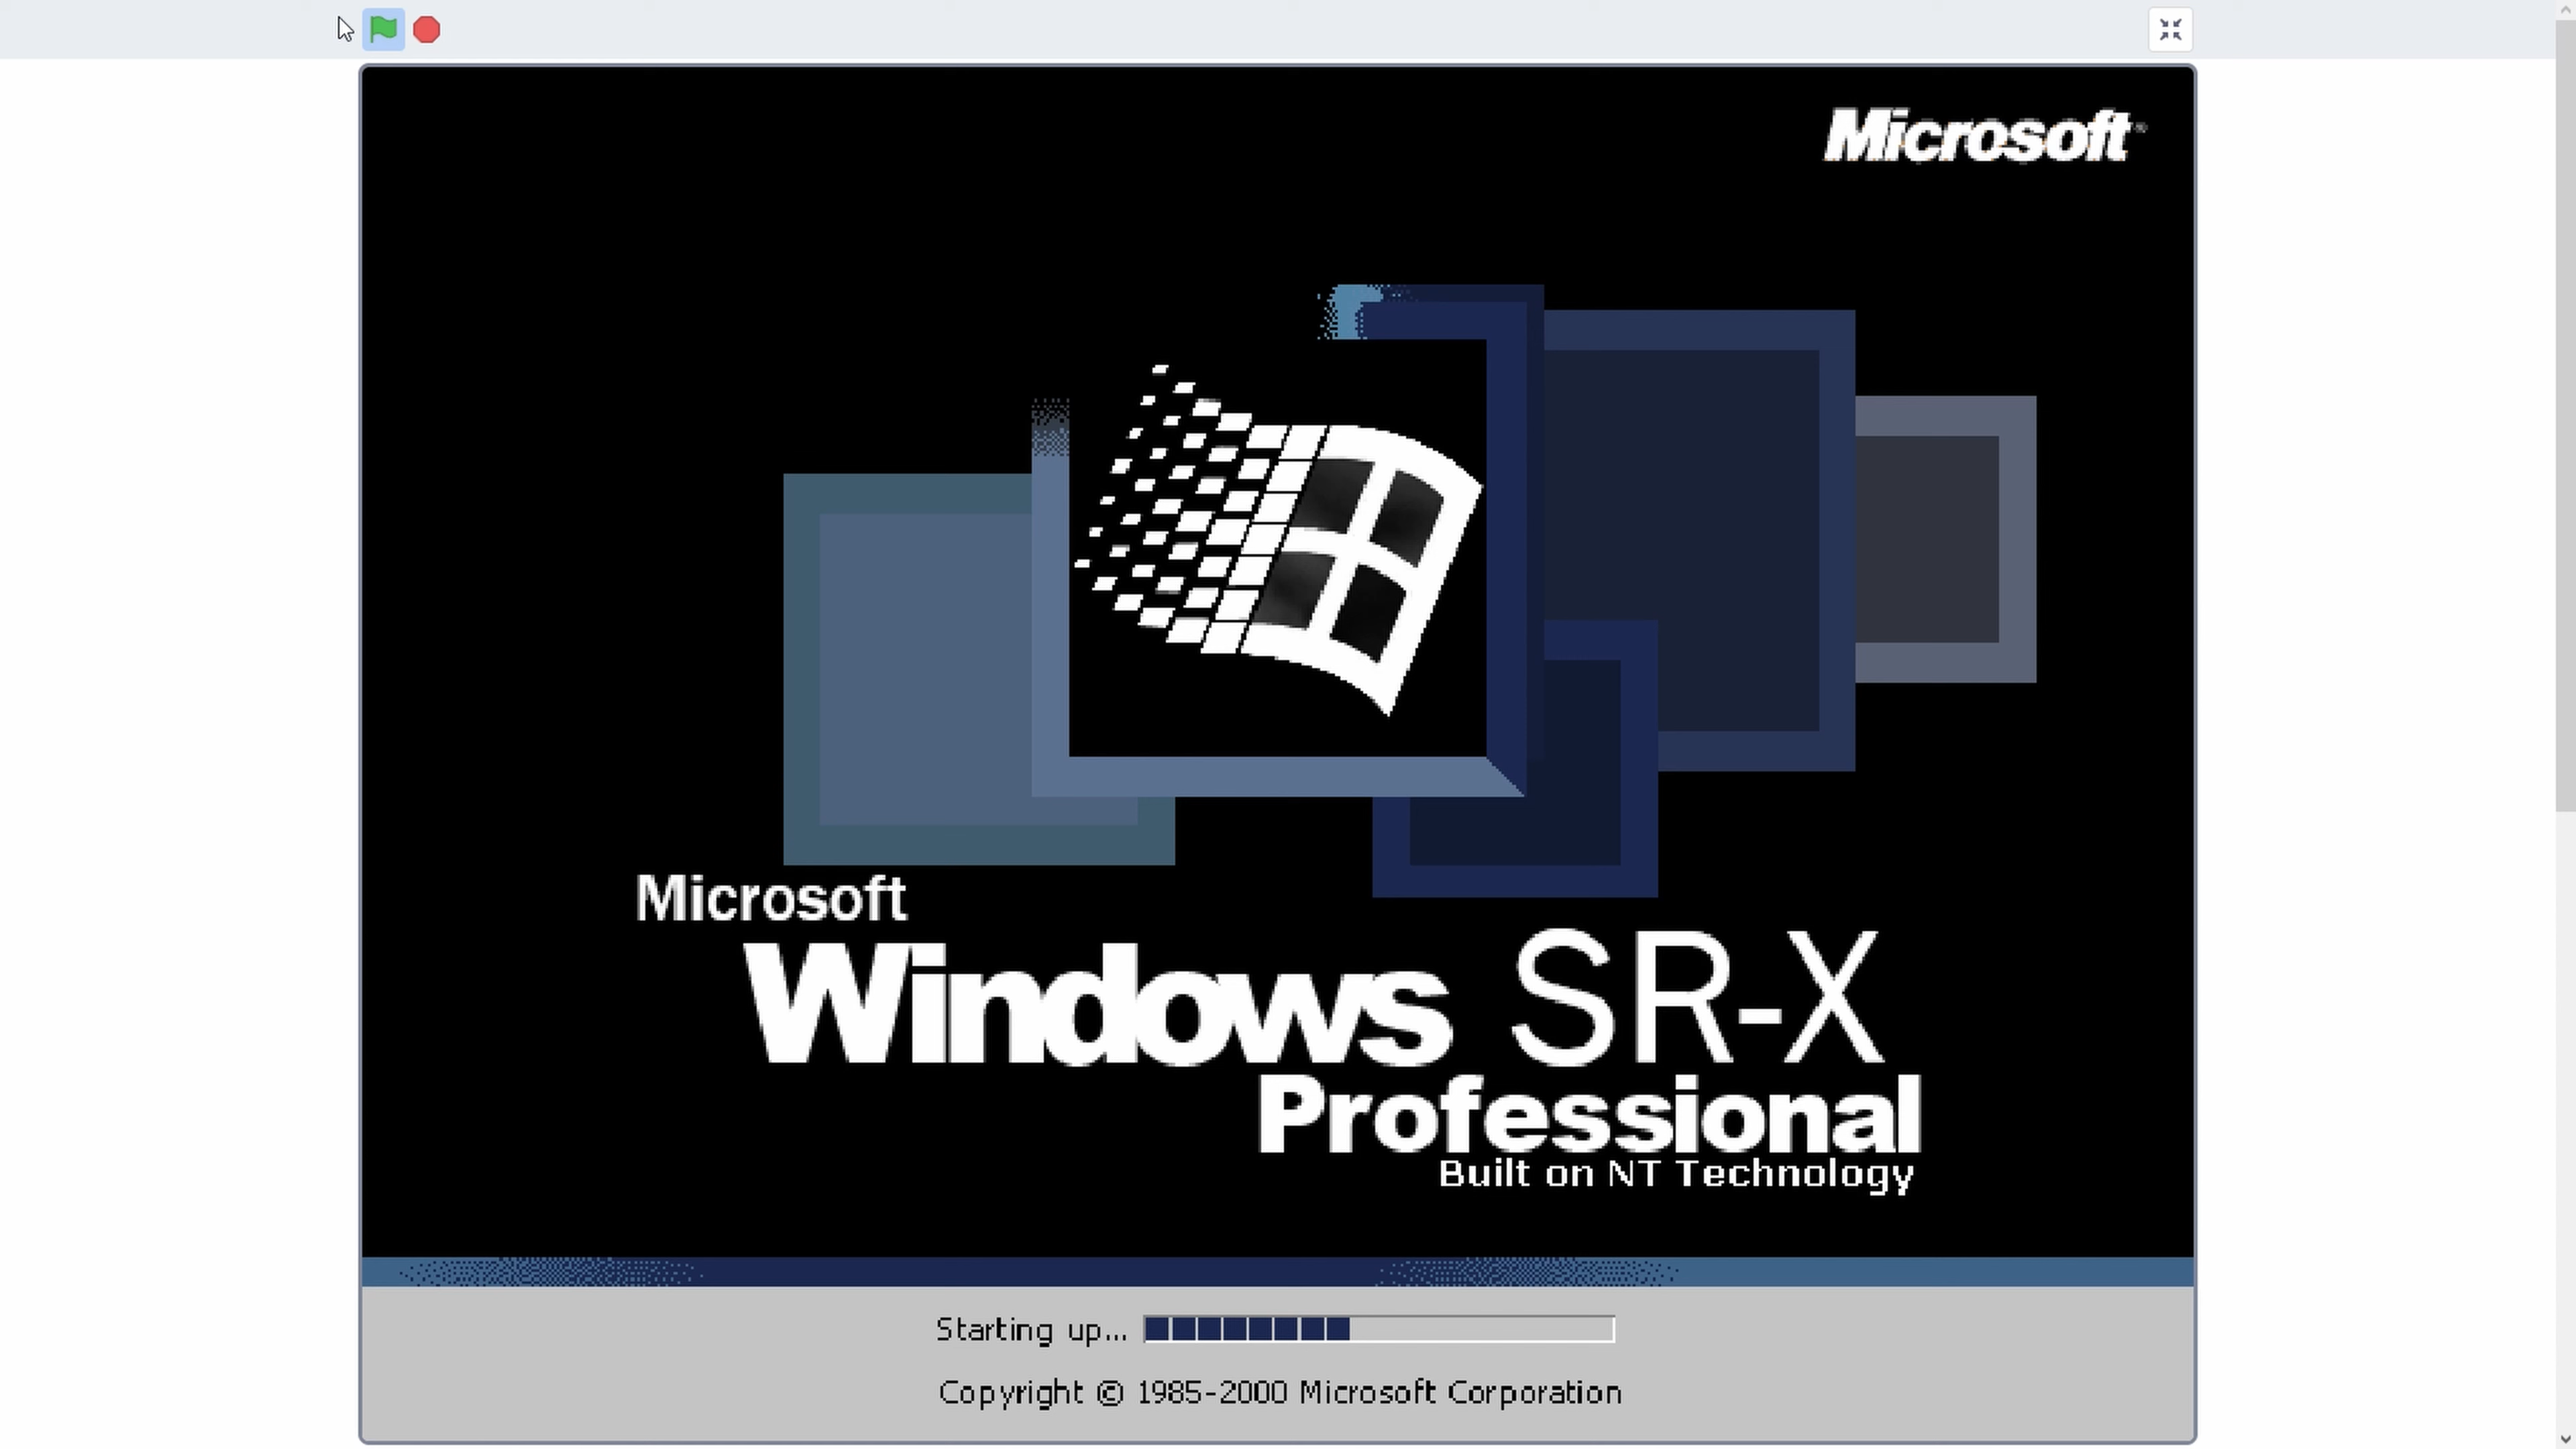 Microsoft
Microsoft
Windows SR-X
Professional
Built on NT Technology
Starting up...
Copyright © 1985-2000 Microsoft Corporation